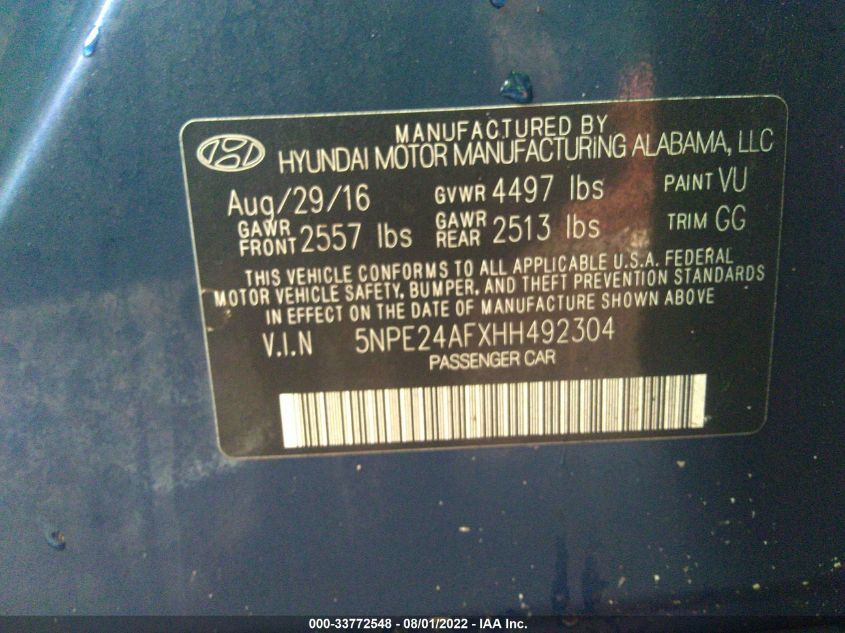 MANUFACTURED BY
HYUNDAI MOTOR MANUFACTURING ALABAMA, LLC
Aug/29/16 GVWR 4497 lbs PAINT VU
GAWR FRONT 2557 lbs GAWR REAR 2513 lbs TRIM GG
THIS VEHICLE CONFORMS TO ALL APPLICABLE U.S.A. FEDERAL
MOTOR VEHICLE SAFETY, BUMPER, AND THEFT PREVENTION STANDARDS
IN EFFECT ON THE DATE OF MANUFACTURE SHOWN ABOVE
V.I.N 5NPE24AFXHH492304
PASSENGER CAR
000-33772548 - 08/01/2022 - IAA Inc.